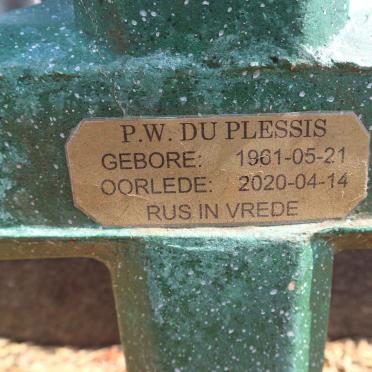 P.W. DU PLESSIS
GEBORE: 1961-05-21
OORLEDE: 2020-04-14
RUS IN VREDE